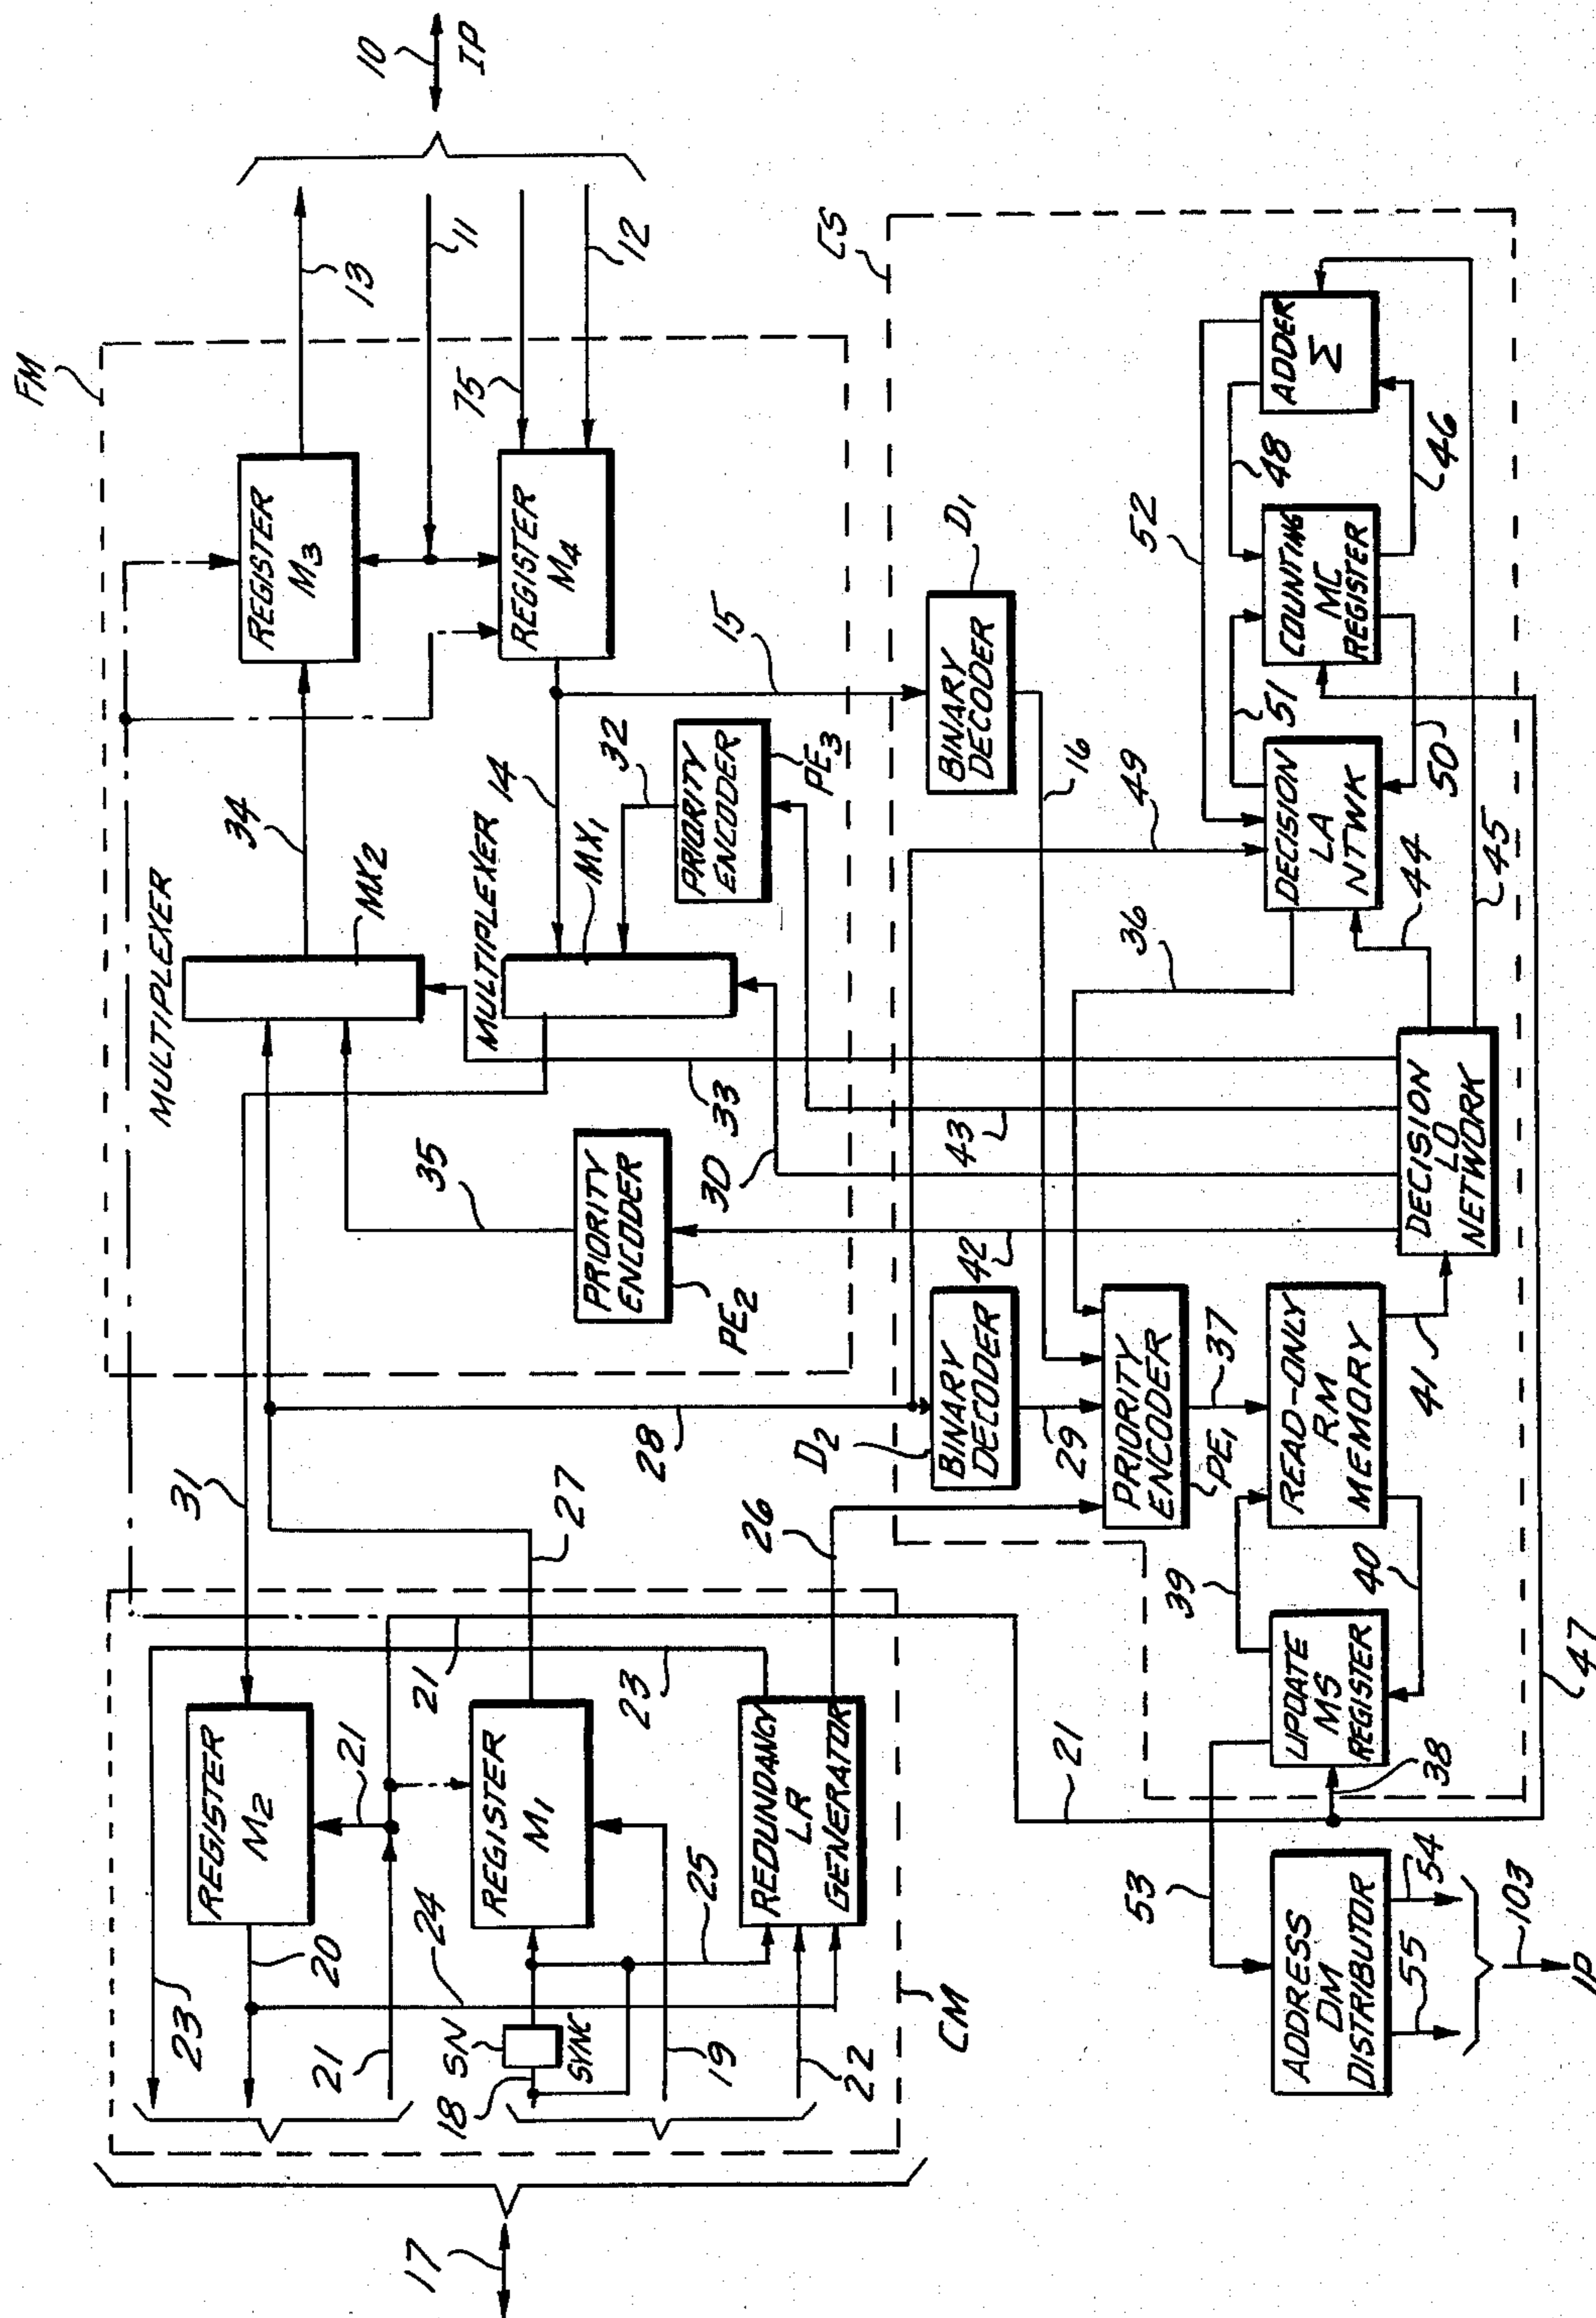 17
23
20
21
18
SN
SYNC
19
22
24
25
CM
REGISTER
M2
21
REGISTER
M1
REDUNDANCY
LR
GENERATOR
21
23
31
27
26
28
FM
MULTIPLEXER
MX2
34
35
PRIORITY
ENCODER
PE2
33
30
43
42
MULTIPLEXER
MX1
14
32
PRIORITY
ENCODER
PE3
REGISTER
M3
REGISTER
M4
15
13
11
75
12
10
IP
CS
D2
BINARY
DECODER
29
BINARY
DECODER
D1
16
49
36
PRIORITY
ENCODER
PE1
37
READ-ONLY
RM
MEMORY
39
40
41
UPDATE
MS
REGISTER
38
21
53
ADDRESS
DM
DISTRIBUTOR
54
55
103
IP
47
DECISION
LD
NETWORK
44
45
DECISION
LA
NTWK
52
51
50
COUNTING
MC
REGISTER
48
46
ADDER
Σ